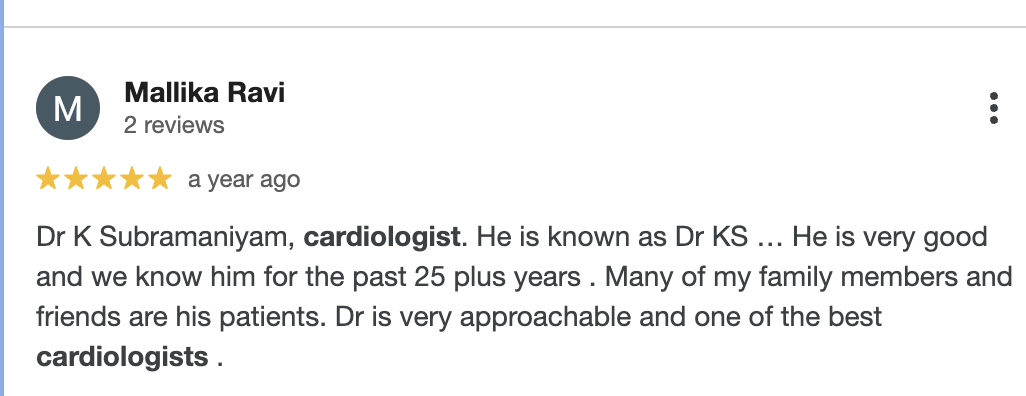 M
Mallika Ravi
2 reviews
a year ago
Dr K Subramaniyam, cardiologist. He is known as Dr KS ... He is very good
and we know him for the past 25 plus years . Many of my family members and
friends are his patients. Dr is very approachable and one of the best
cardiologists .